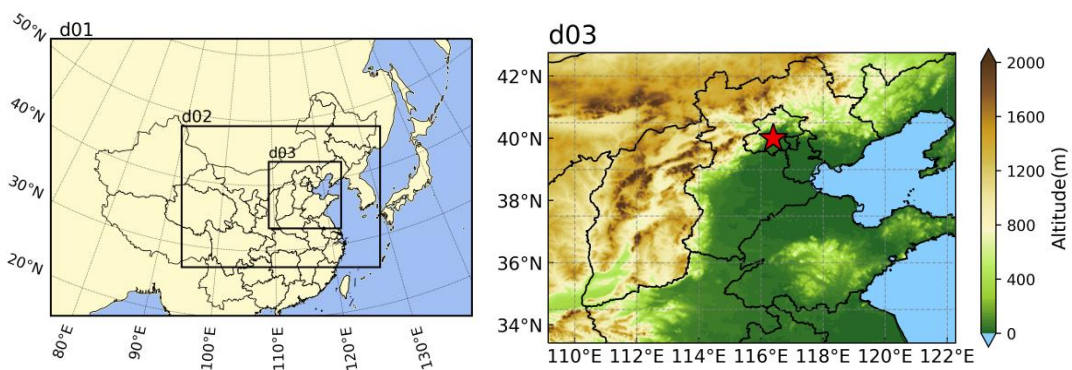 d01
50°N
40°N
30°N
20°N
d02
d03
80°E
90°E
100°E
110°E
120°E
130°E
d03
42°N
40°N
38°N
36°N
34°N
110°E 112°E 114°E 116°E 118°E 120°E 122°E
2000
1600
1200
800
400
0
Altitude(m)